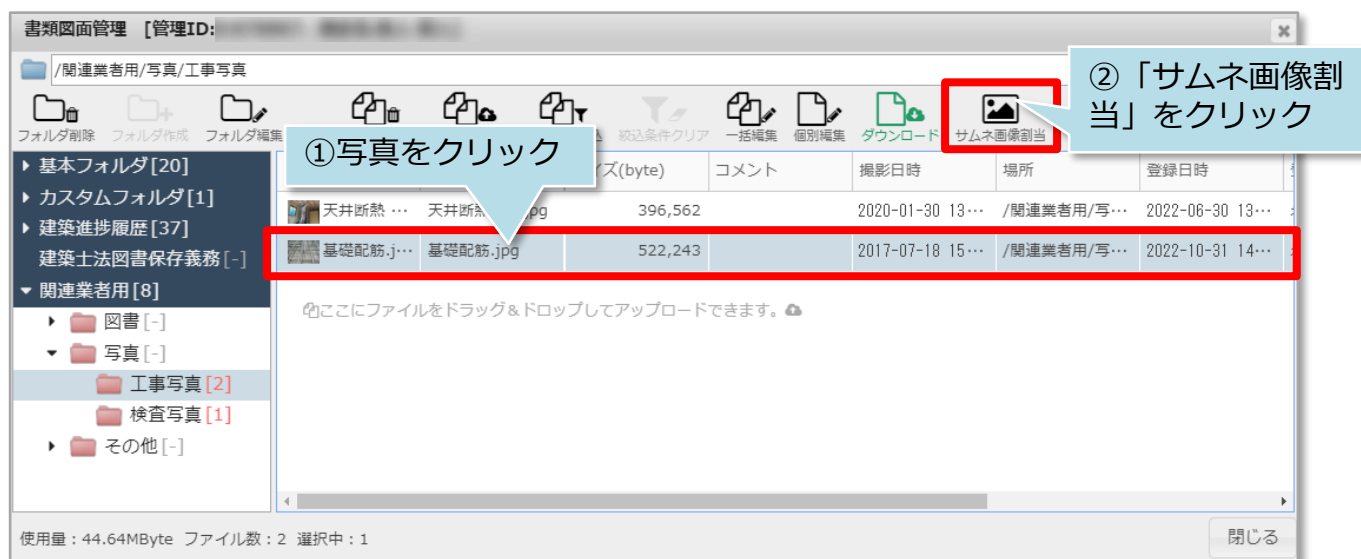 書類図面管理 [管理ID:
/関連業者用/写真/工事写真
②「サムネ画像割
当」をクリック
フォルダ削除 フォルダ作成 フォルダ編集 絞込条件クリア 一括編集 個別編集 ダウンロード サムネ画像割当
①写真をクリック
ズ(byte) コメント 撮影日時 場所 登録日時
天井断熱 … 天井断熱 pg 396,562 2020-01-30 13… /関連業者用/写… 2022-06-30 13…
基礎配筋.j… 基礎配筋.jpg 522,243 2017-07-18 15… /関連業者用/写… 2022-10-31 14…
ここにファイルをドラッグ&ドロップしてアップロードできます。
基本フォルダ[20]
カスタムフォルダ[1]
建築進捗履歴[37]
建築士法図書保存義務[-]
関連業者用[8]
図書[-]
写真[-]
工事写真[2]
検査写真[1]
その他[-]
使用量:44.64MByte ファイル数:2 選択中:1
閉じる